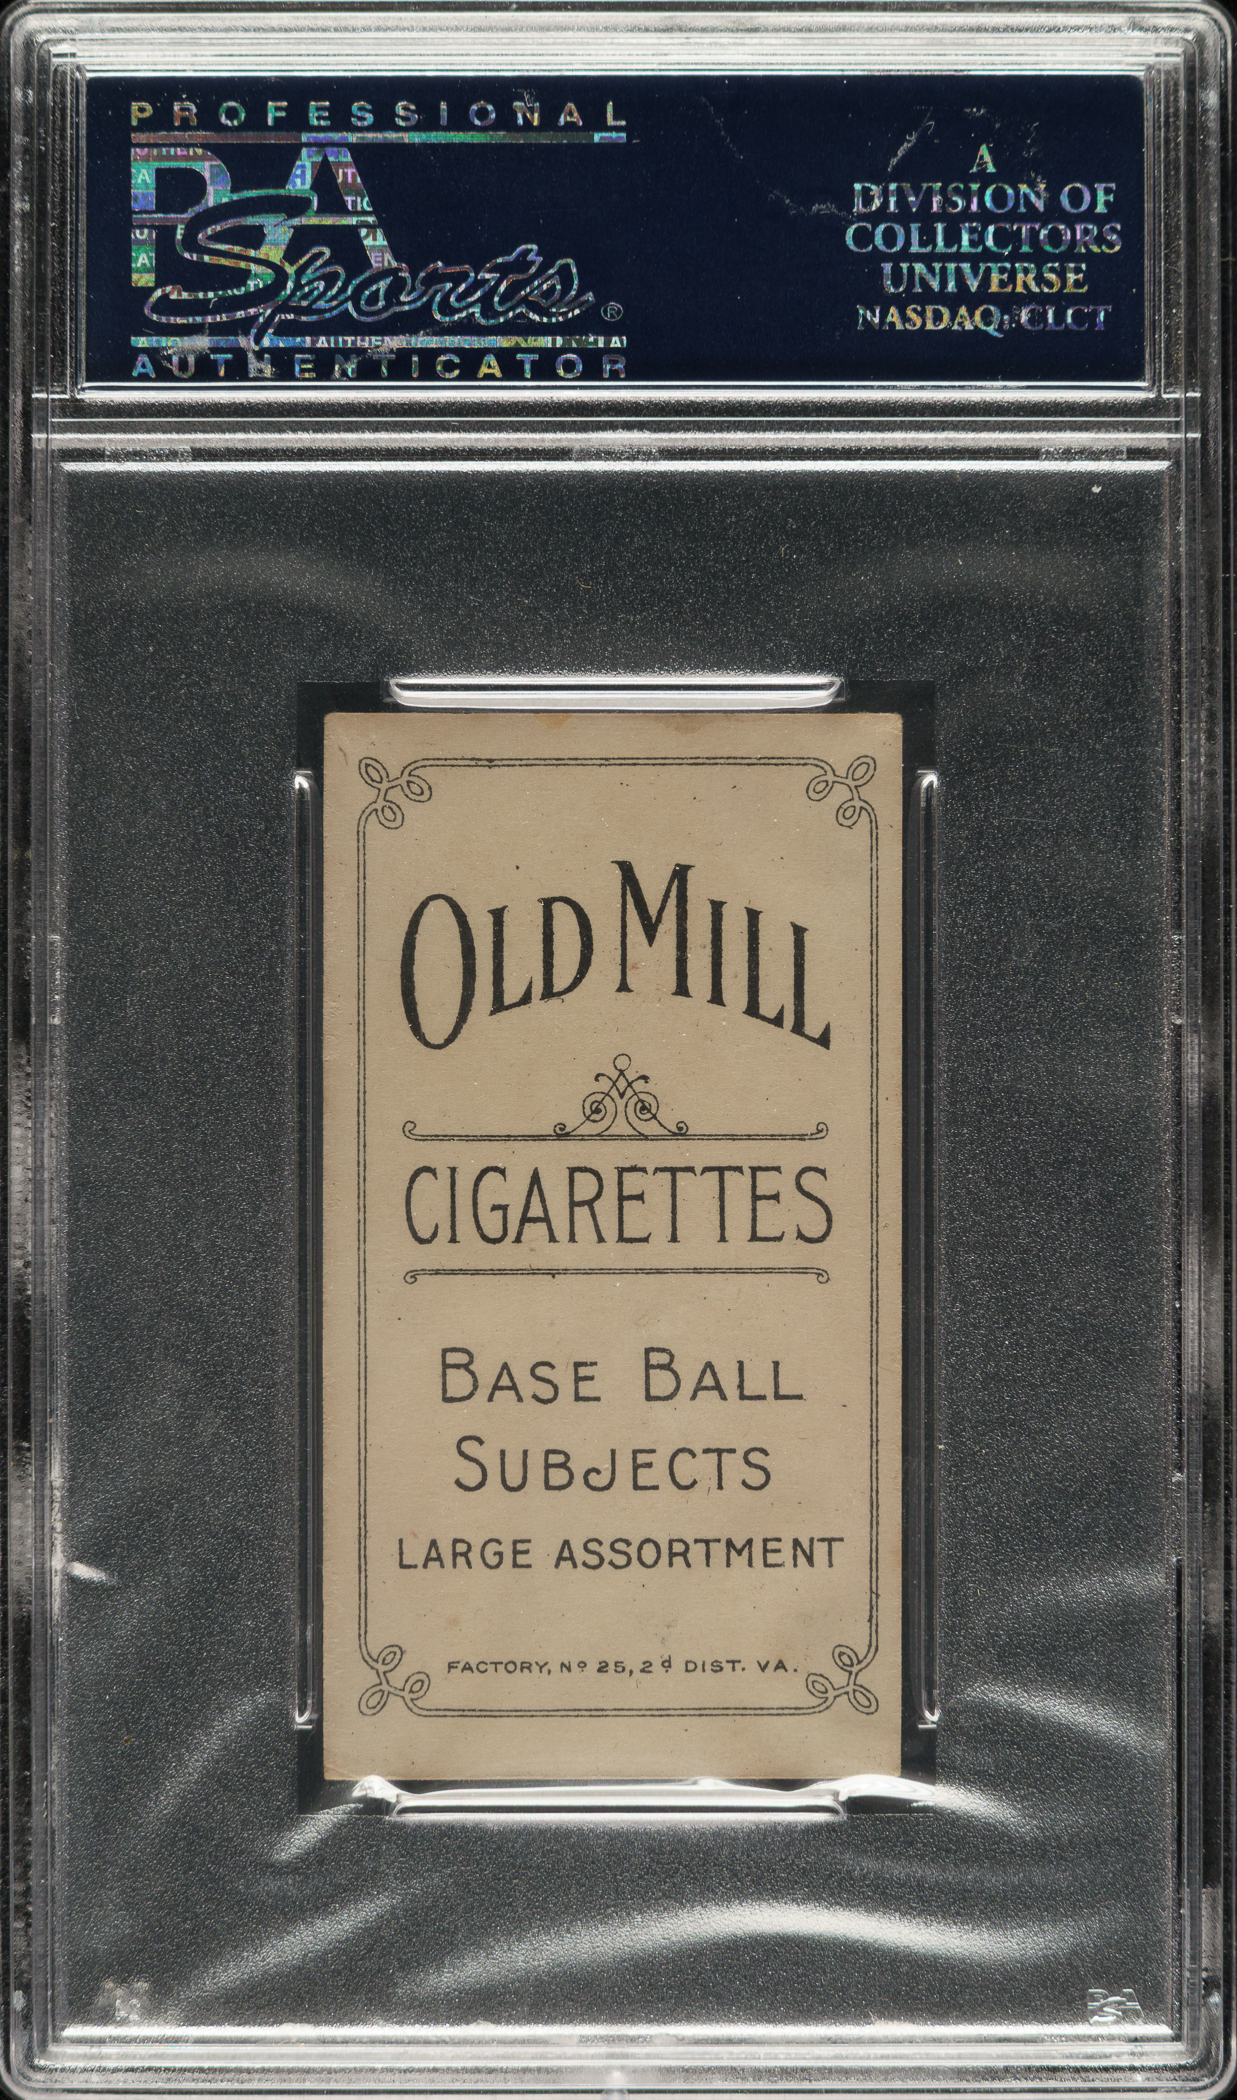 PROFESSIONAL
PSA
Sports®
AUTHENTICATOR
A
DIVISION OF
COLLECTORS
UNIVERSE
NASDAQ: CLCT
OLD MILL
CIGARETTES
BASE BALL
SUBJECTS
LARGE ASSORTMENT
FACTORY, Nº 25, 2d DIST. VA.
PSA